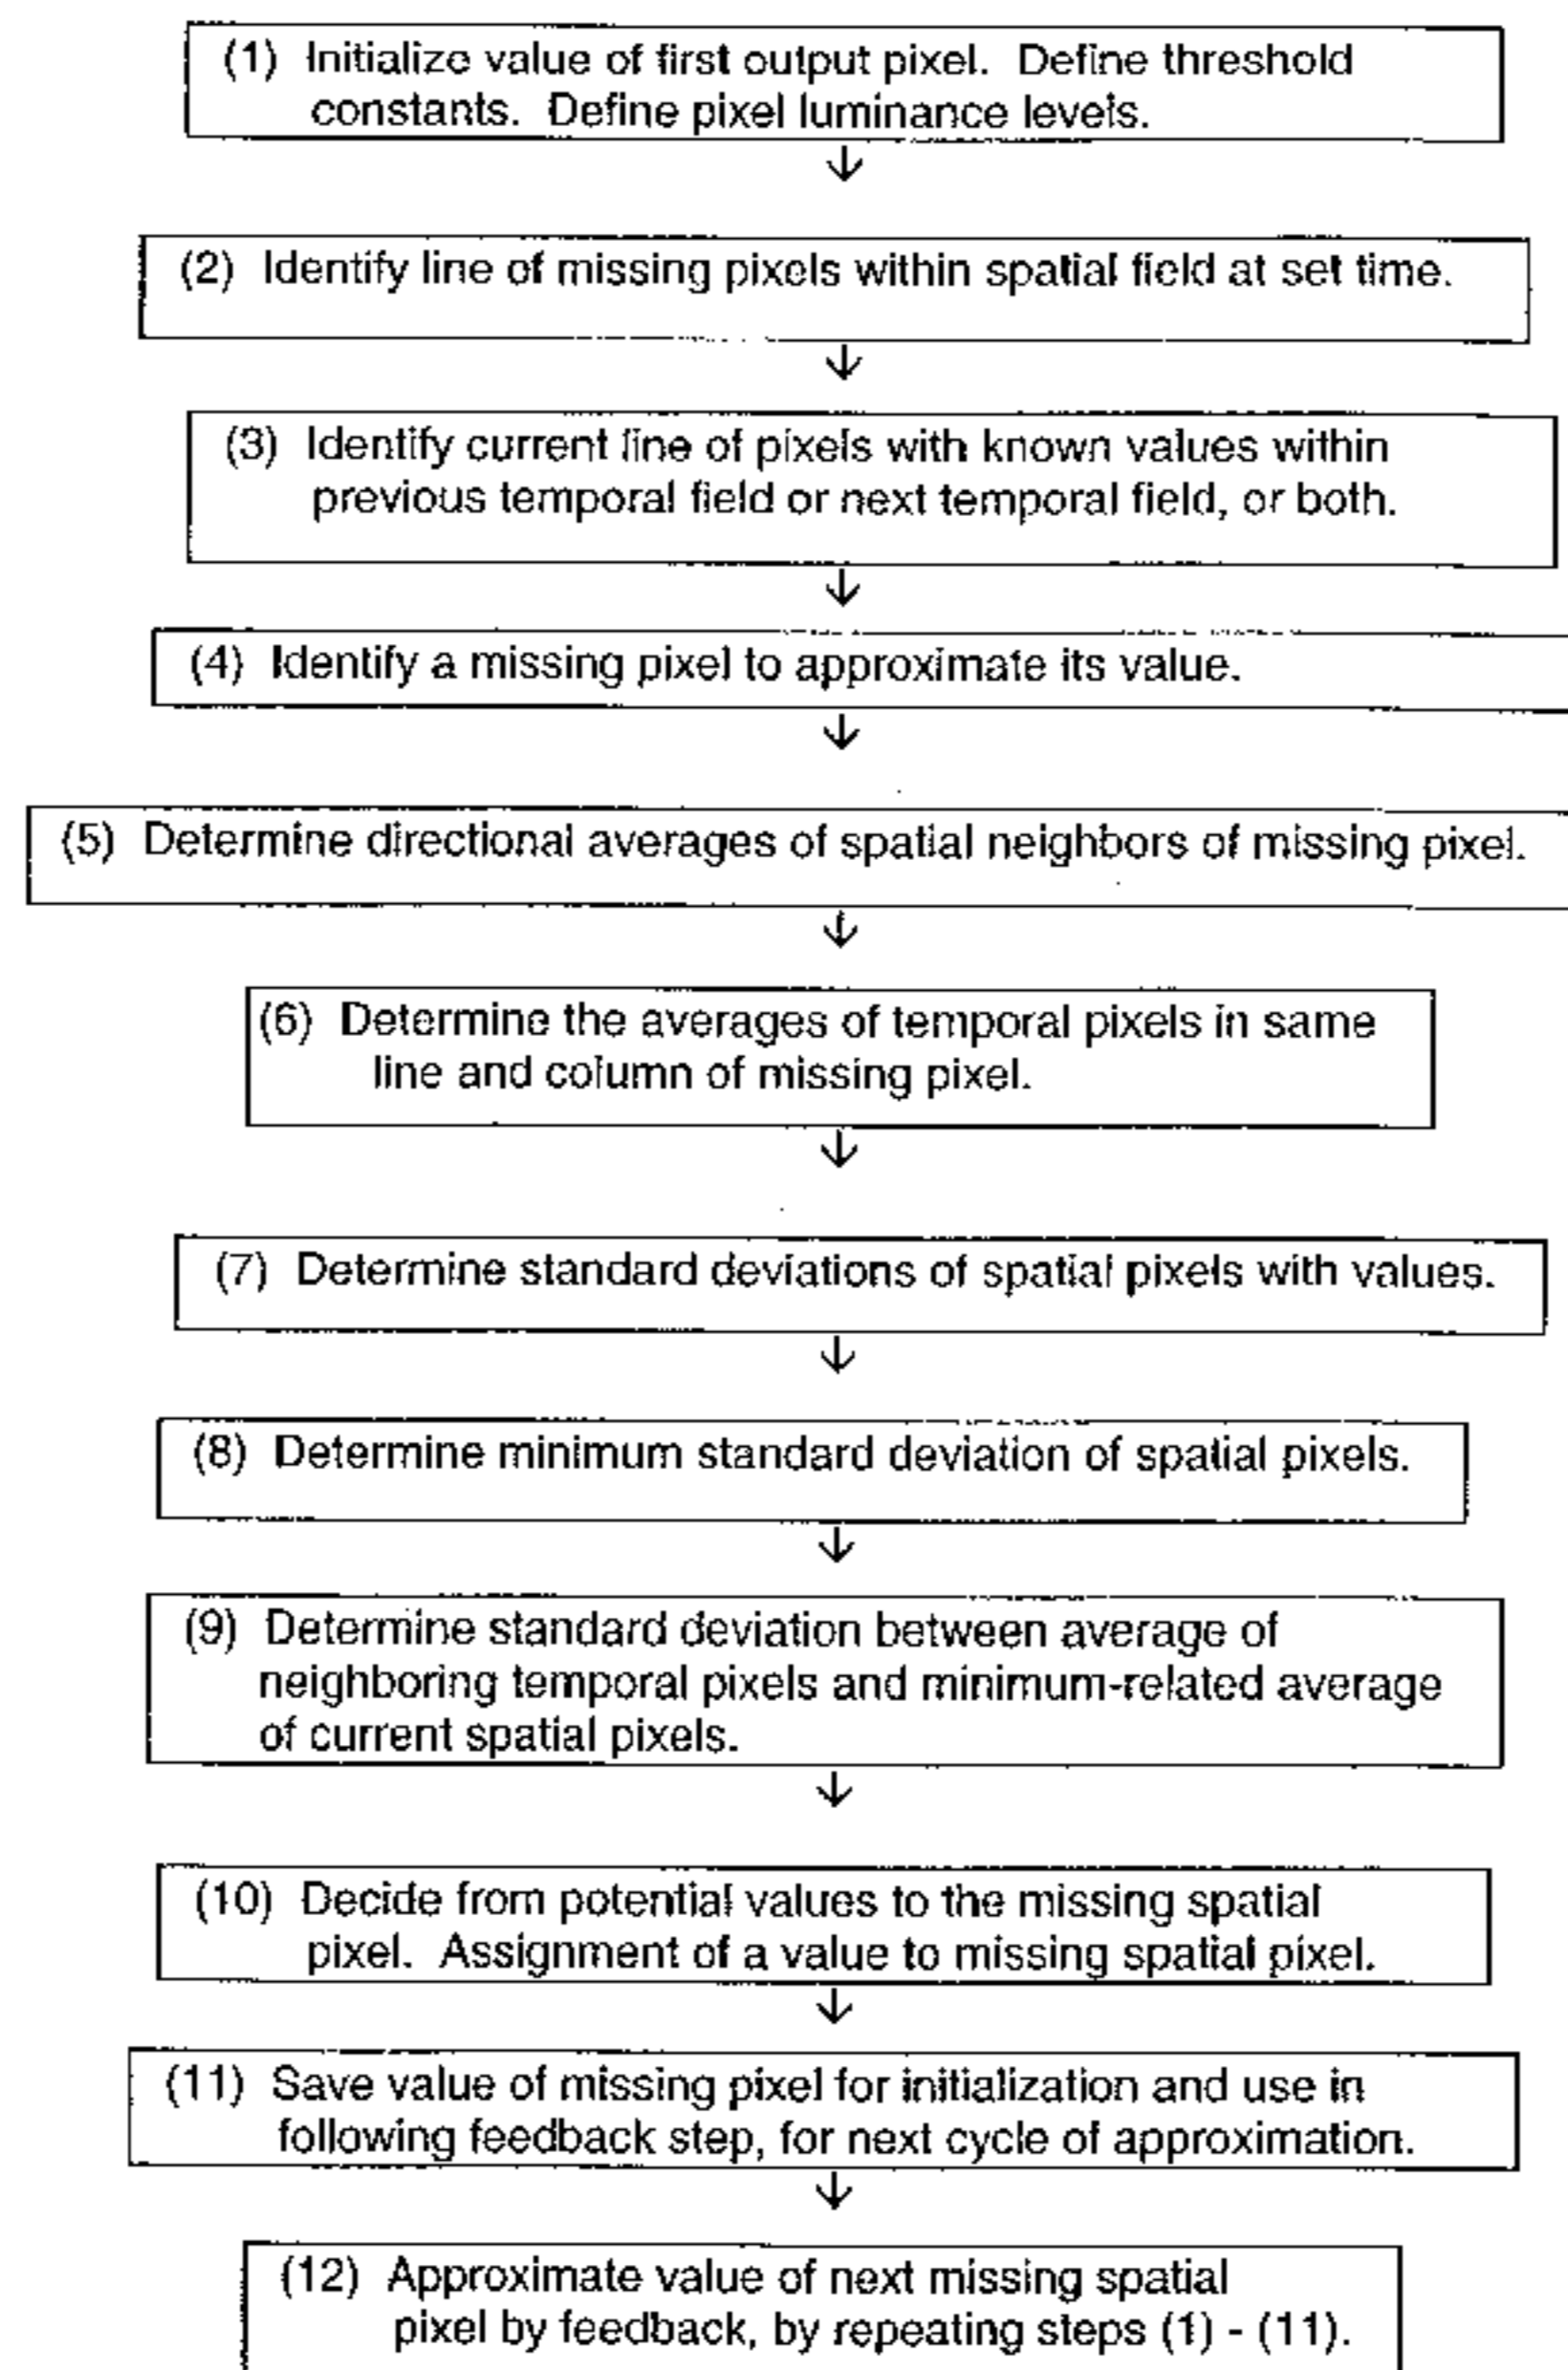 (1) Initialize value of first output pixel. Define threshold
constants. Define pixel luminance levels.
(2) Identify line of missing pixels within spatial field at set time.
(3) Identify current line of pixels with known values within
previous temporal field or next temporal field, or both.
(4) Identify a missing pixel to approximate its value.
(5) Determine directional averages of spatial neighbors of missing pixel.
(6) Determine the averages of temporal pixels in same
line and column of missing pixel.
(7) Determine standard deviations of spatial pixels with values.
(8) Determine minimum standard deviation of spatial pixels.
(9) Determine standard deviation between average of
neighboring temporal pixels and minimum-related average
of current spatial pixels.
(10) Decide from potential values to the missing spatial
pixel. Assignment of a value to missing spatial pixel.
(11) Save value of missing pixel for initialization and use in
following feedback step, for next cycle of approximation.
(12) Approximate value of next missing spatial
pixel by feedback, by repeating steps (1) - (11).